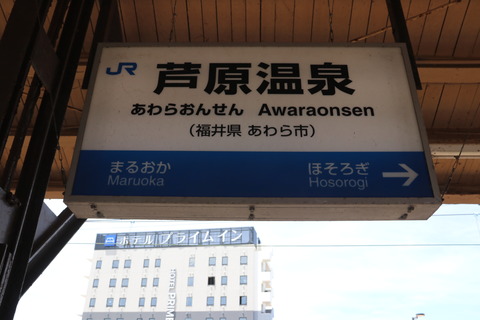 JR 芦原温泉
あわらおんせん Awaraonsen
（福井県 あわら市）
まるおか ほそろぎ →
Maruoka Hosorogi
ホテル プライムイン
HOTEL PRIME